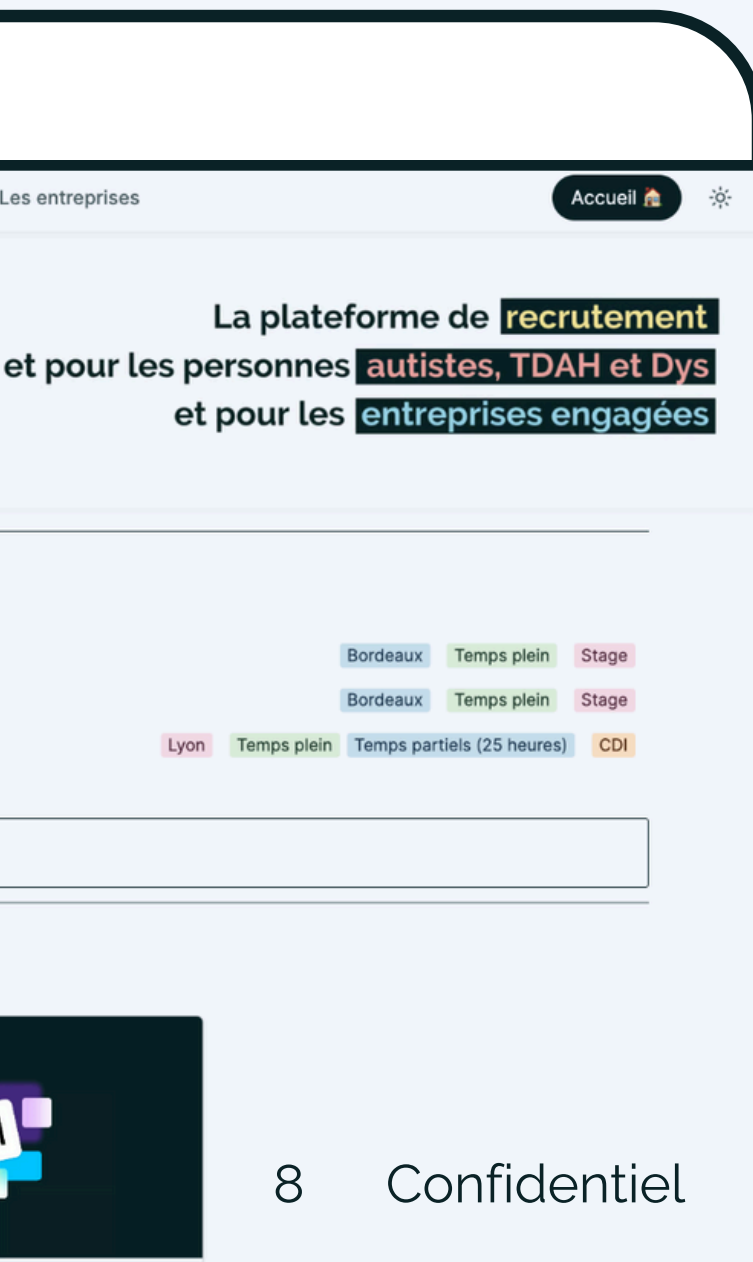 Les entreprises
Accueil
La plateforme de recrutement
et pour les personnes autistes, TDAH et Dys
et pour les entreprises engagées
Bordeaux Temps plein Stage
Bordeaux Temps plein Stage
Lyon Temps plein Temps partiels (25 heures) CDI
8 Confidentiel